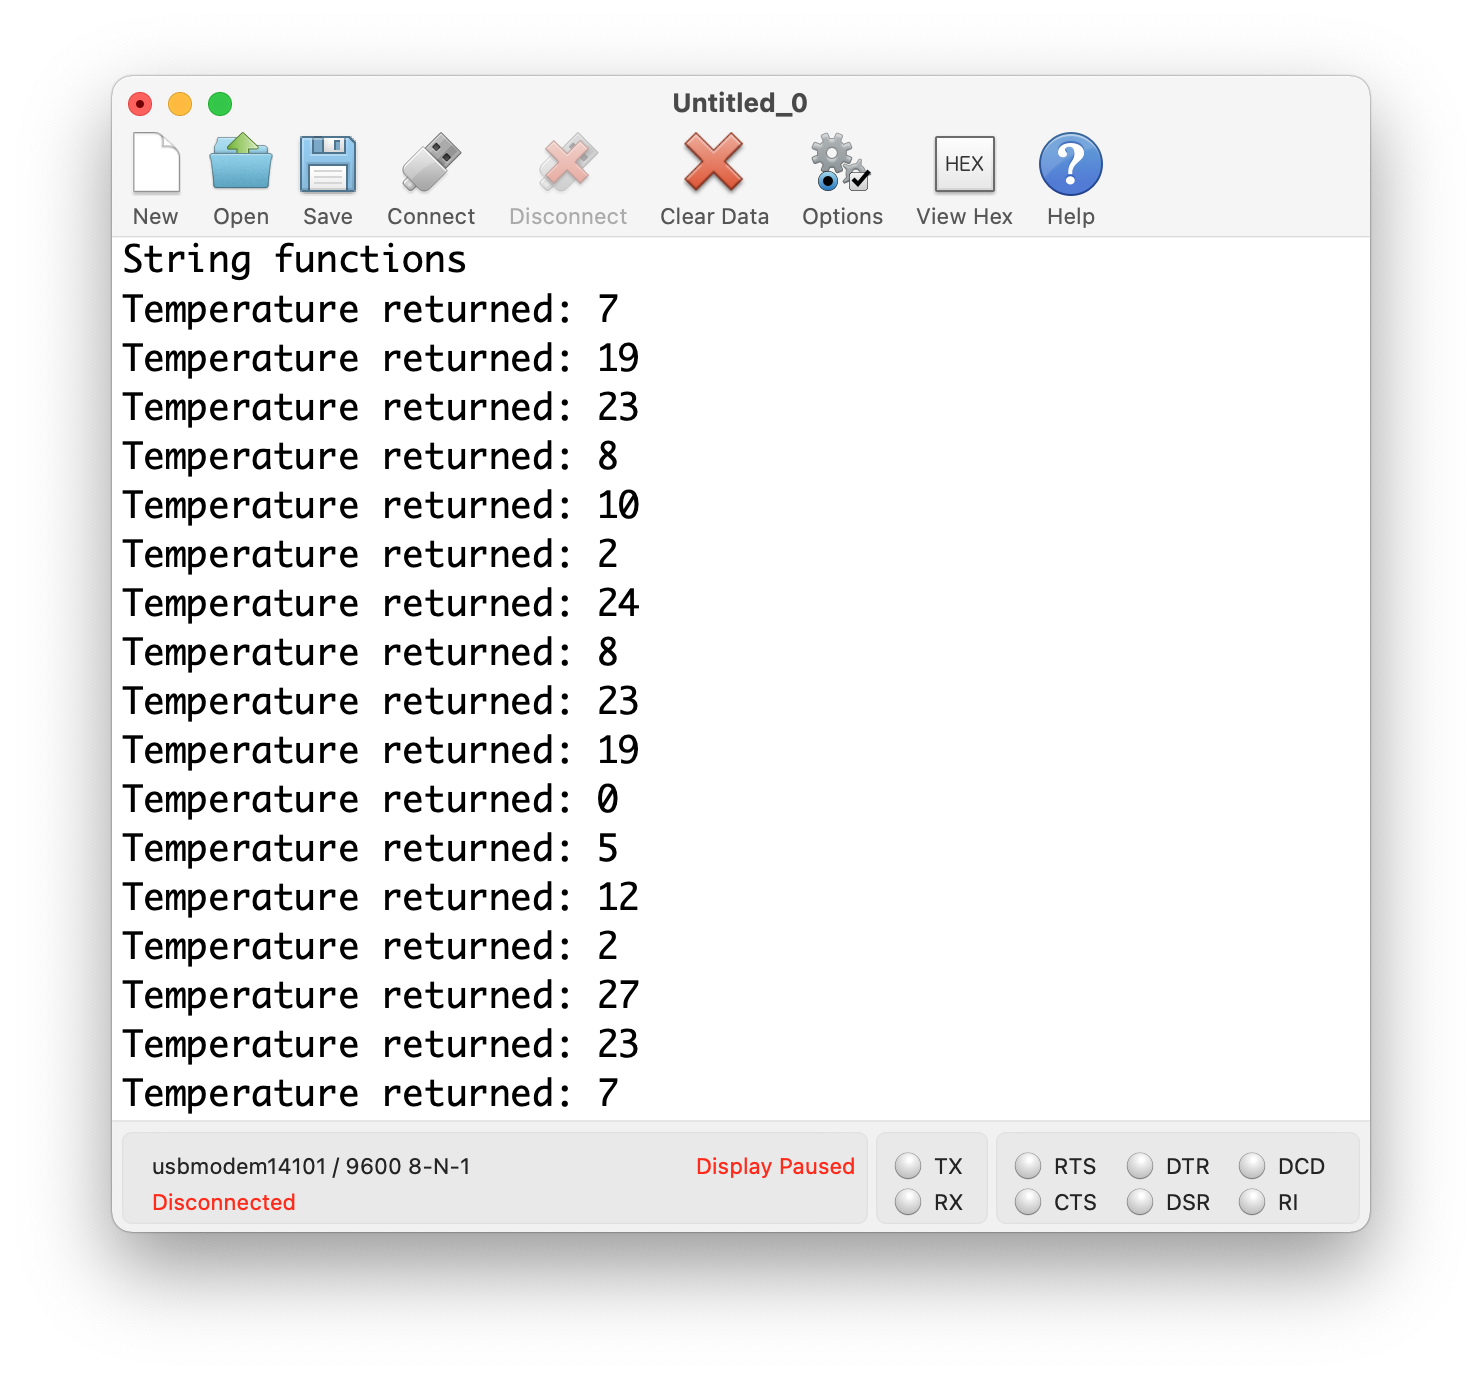 Untitled_0
New Open Save Connect Disconnect Clear Data Options HEX View Hex Help
String functions
Temperature returned: 7
Temperature returned: 19
Temperature returned: 23
Temperature returned: 8
Temperature returned: 10
Temperature returned: 2
Temperature returned: 24
Temperature returned: 8
Temperature returned: 23
Temperature returned: 19
Temperature returned: 0
Temperature returned: 5
Temperature returned: 12
Temperature returned: 2
Temperature returned: 27
Temperature returned: 23
Temperature returned: 7
usbmodem14101 / 9600 8-N-1 Display Paused TX RTS DTR DCD
Disconnected RX CTS DSR RI